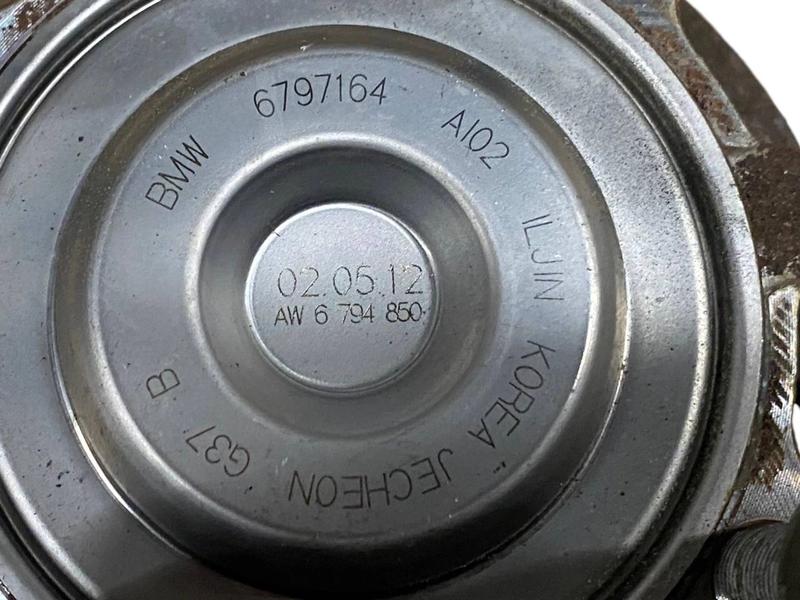 BMW 6797164 AI02 ILJIN KOREA JECHEON G37 B
02.05.12
AW 6 794 850